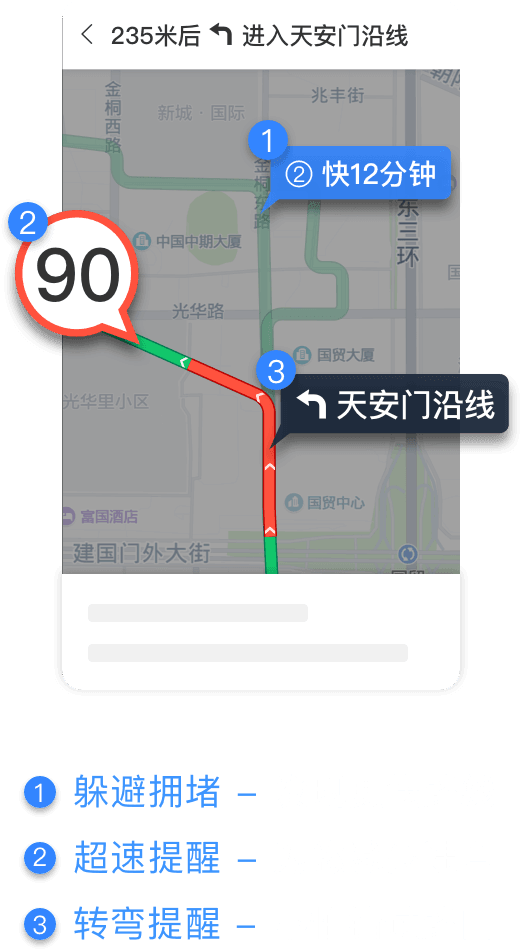 235米后 进入天安门沿线
金桐西路
兆丰街
新城·国际
1
金桐东路
② 快12分钟
东三环
2
中国中期大厦
90
光华路
国贸大厦
3
天安门沿线
光华里小区
国贸中心
富国酒店
建国门外大街
1 躲避拥堵 –
2 超速提醒 –
3 转弯提醒 –